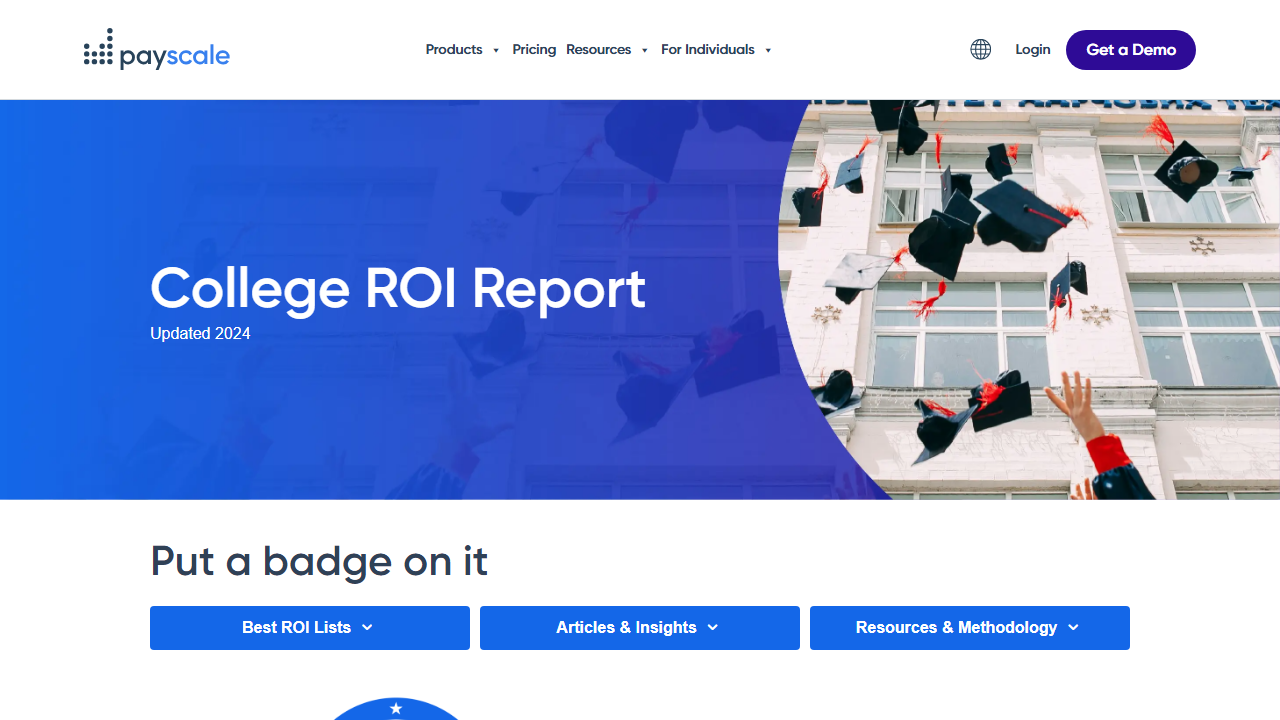 payscale
Products
Pricing
Resources
For Individuals
Login
Get a Demo
College ROI Report
Updated 2024
Put a badge on it
Best ROI Lists
Articles & Insights
Resources & Methodology